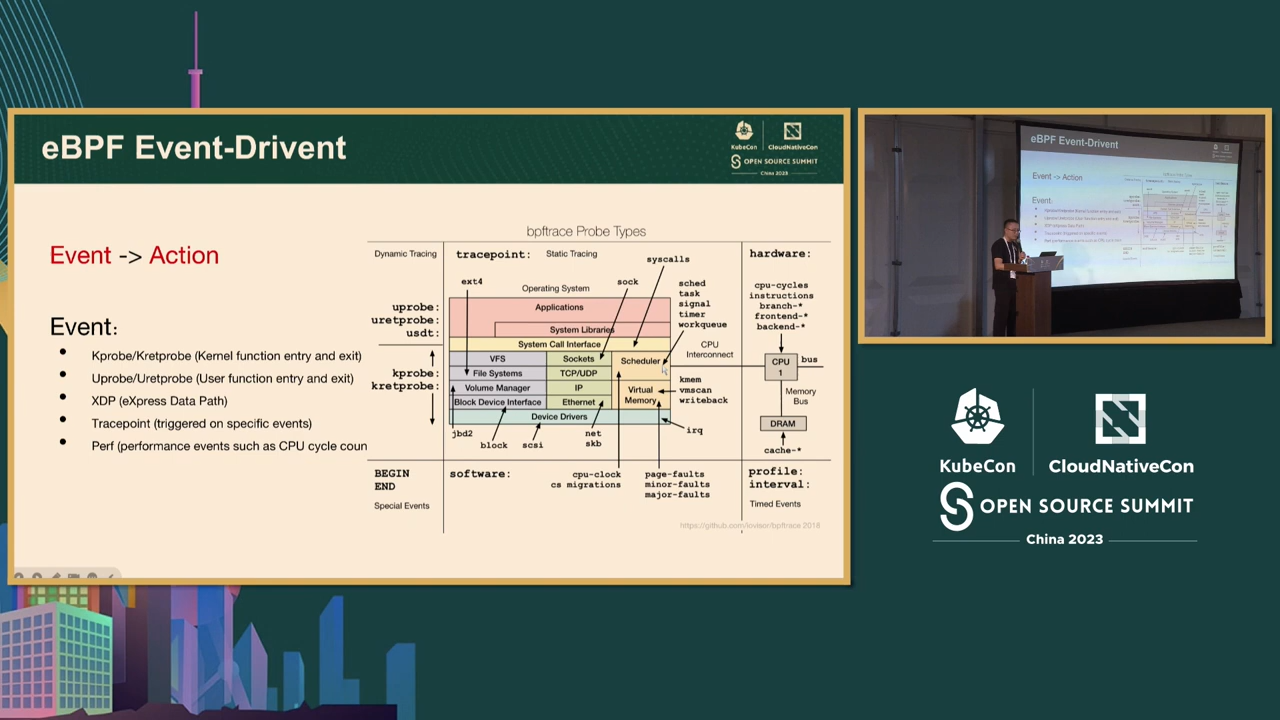 eBPF Event-Drivent
KubeCon
CloudNativeCon
OPEN SOURCE SUMMIT
China 2023
Event -> Action
Event:
Kprobe/Kretprobe (Kernel function entry and exit)
Uprobe/Uretprobe (User function entry and exit)
XDP (eXpress Data Path)
Tracepoint (triggered on specific events)
Perf (performance events such as CPU cycle coun
bpftrace Probe Types
Dynamic Tracing
tracepoint:
Static Tracing
hardware:
syscalls
ext4
sock
Operating System
sched
task
signal
timer
workqueue
cpu-cycles
instructions
branch-*
frontend-*
backend-*
uprobe:
uretprobe:
usdt:
Applications
System Libraries
System Call Interface
kprobe:
kretprobe:
VFS
File Systems
Volume Manager
Block Device Interface
Sockets
TCP/UDP
IP
Ethernet
Scheduler
Virtual
Memory
Device Drivers
CPU
Interconnect
CPU
1
bus
kmem
vmscan
writeback
Memory
Bus
DRAM
cache-*
jbd2
block
scsi
net
skb
irq
BEGIN
END
Special Events
software:
cpu-clock
cs migrations
page-faults
minor-faults
major-faults
profile:
interval:
Timed Events
https://github.com/iovisor/bpftrace 2018
eBPF Event-Drivent
Event -> Action
Event:
KubeCon
CloudNativeCon
OPEN SOURCE SUMMIT
China 2023